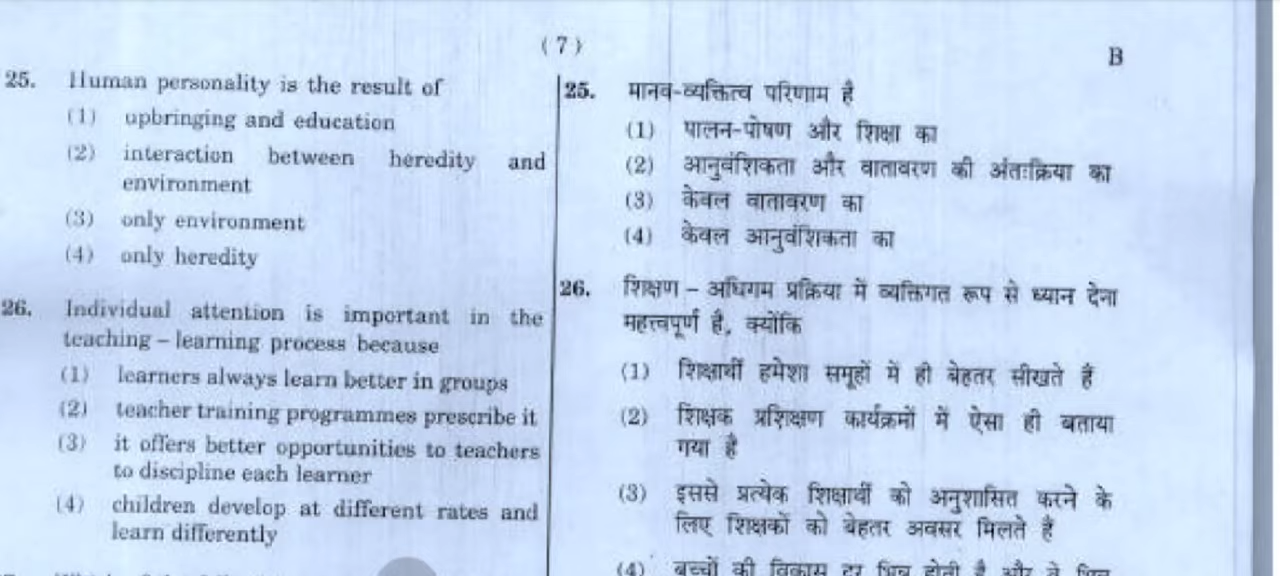 ( 7 )
B
25. Human personality is the result of
(1) upbringing and education
(2) interaction between heredity and
environment
(3) only environment
(4) only heredity
26. Individual attention is important in the
teaching – learning process because
(1) learners always learn better in groups
(2) teacher training programmes prescribe it
(3) it offers better opportunities to teachers
to discipline each learner
(4) children develop at different rates and
learn differently
25. मानव-व्यक्तित्व परिणाम है
(1) पालन-पोषण और शिक्षा का
(2) आनुवंशिकता और वातावरण की अंतःक्रिया का
(3) केवल वातावरण का
(4) केवल आनुवंशिकता का
26. शिक्षण – अधिगम प्रक्रिया में व्यक्तिगत रूप से ध्यान देना
महत्त्वपूर्ण है, क्योंकि
(1) शिक्षार्थी हमेशा समूहों में ही बेहतर सीखते हैं
(2) शिक्षक प्रशिक्षण कार्यक्रमों में ऐसा ही बताया
गया है
(3) इससे प्रत्येक शिक्षार्थी को अनुशासित करने के
लिए शिक्षकों को बेहतर अवसर मिलते हैं
(4) बच्चों की विकास दर भिन्न होती है और वे भिन्न